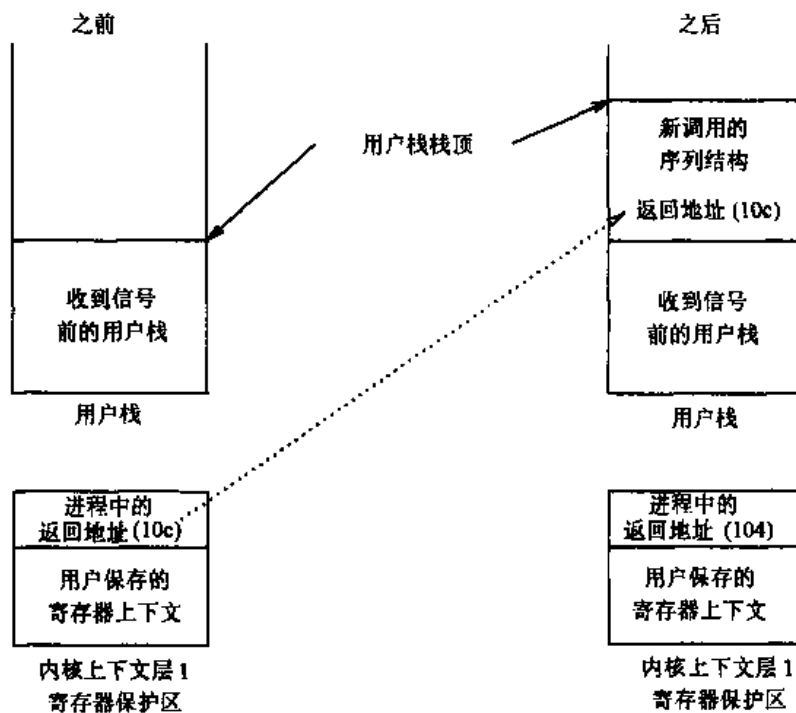 之前
之后
用户栈栈顶
新调用的
序列结构
返回地址 (10c)
收到信号
前的用户栈
收到信号
前的用户栈
用户栈
用户栈
进程中的
返回地址 (10c)
进程中的
返回地址 (104)
用户保存的
寄存器上下文
用户保存的
寄存器上下文
内核上下文层 1
寄存器保护区
内核上下文层 1
寄存器保护区